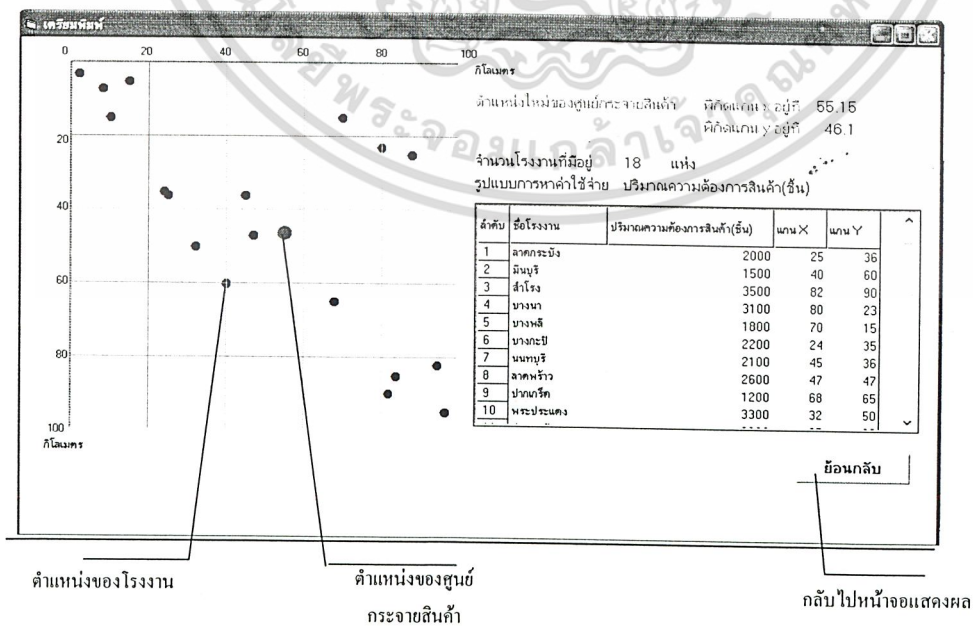 เตรียมพิมพ์
0 20 40 60 80 100
กิโลเมตร
20
40
60
80
100
กิโลเมตร
ตำแหน่งใหม่ของศูนย์กระจายสินค้า พิกัดแกน x อยู่ที่ 55.15
พิกัดแกน y อยู่ที่ 46.1
จำนวนโรงงานที่มีอยู่ 18 แห่ง
รูปแบบการหาค่าใช้จ่าย ปริมาณความต้องการสินค้า(ชิ้น)
ลำดับ ชื่อโรงงาน ปริมาณความต้องการสินค้า(ชิ้น) แกน X แกน Y
1 ลาดกระบัง 2000 25 36
2 มีนบุรี 1500 40 60
3 สำโรง 3500 82 90
4 บางนา 3100 80 23
5 บางพลี 1800 70 15
6 บางกะปิ 2200 24 35
7 นนทบุรี 2100 45 36
8 ลาดพร้าว 2600 47 47
9 ปากเกร็ด 1200 68 65
10 พระประแดง 3300 32 50
ย้อนกลับ
ตำแหน่งของโรงงาน
ตำแหน่งของศูนย์
กระจายสินค้า
กลับไปหน้าจอแสดงผล